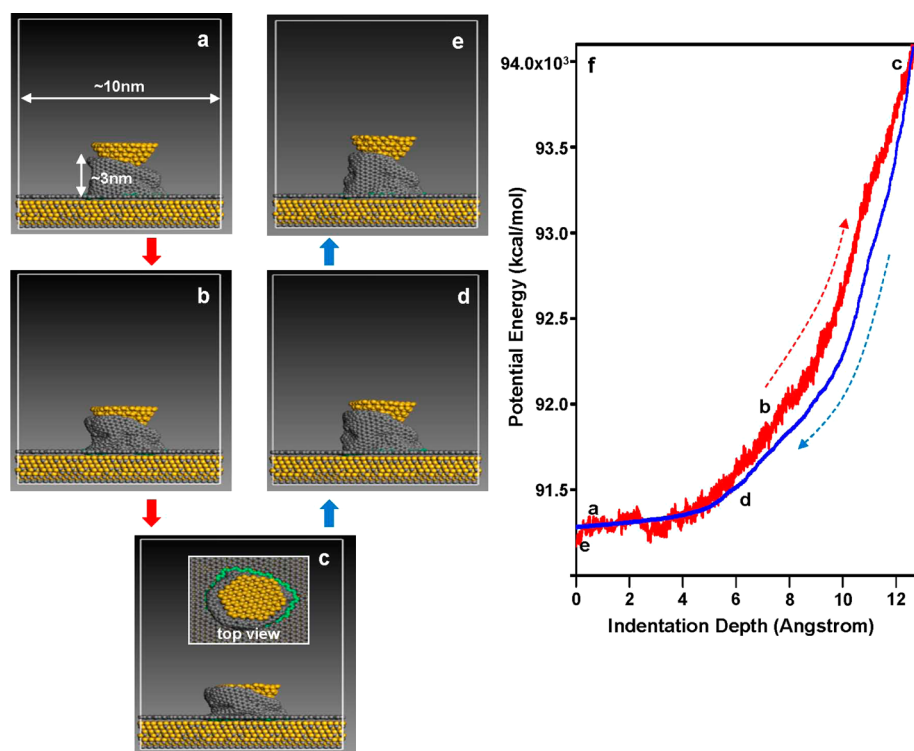 a
~10nm
~3nm
e
b
d
c
top view
f
c
94.0x10³
93.5
93.0
92.5
92.0
91.5
b
a
d
e
0 2 4 6 8 10 12
Potential Energy (kcal/mol)
Indentation Depth (Angstrom)